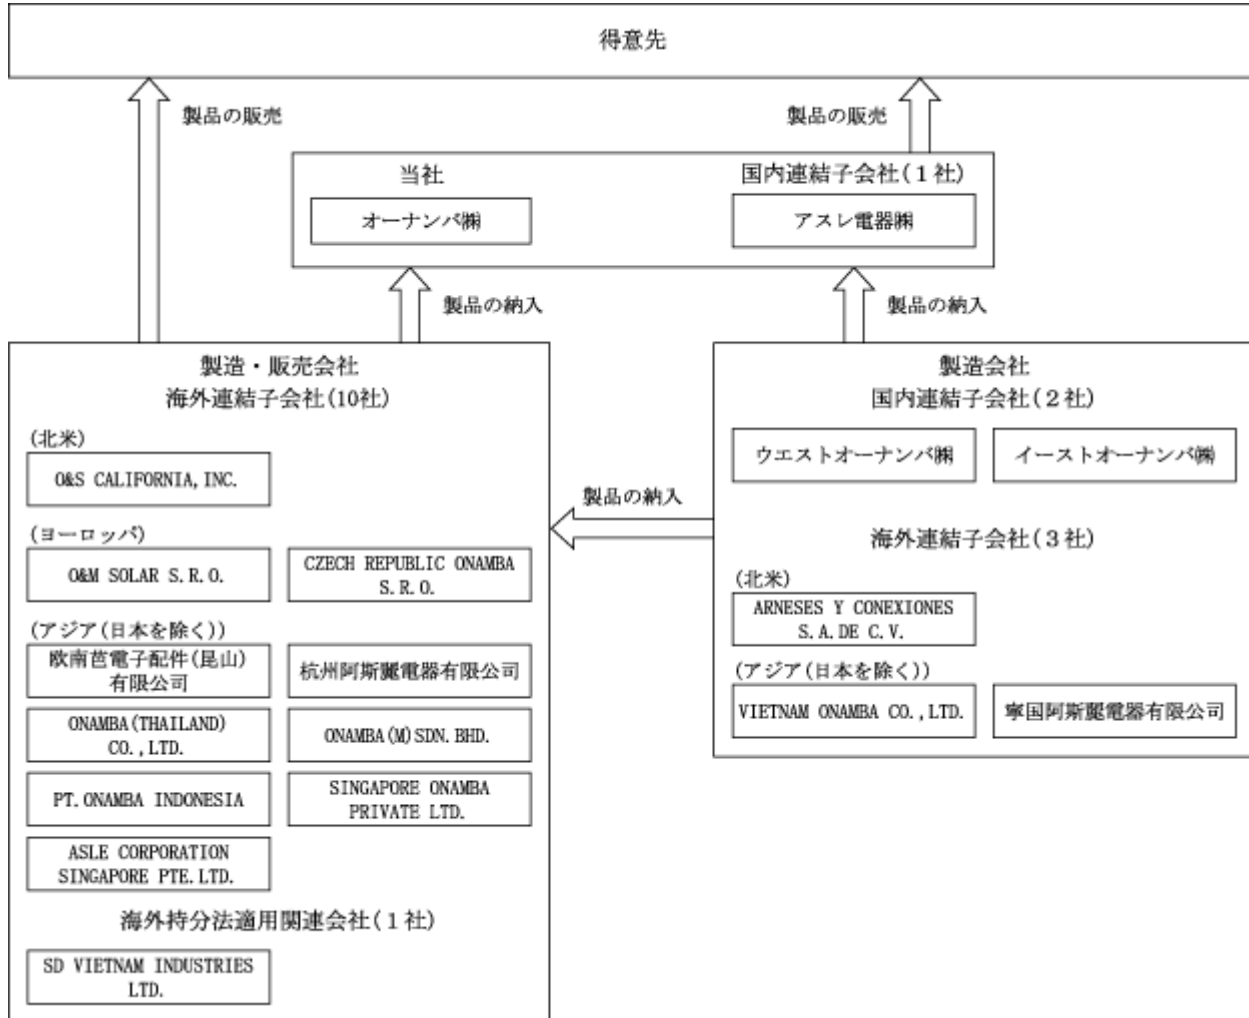 得意先
製品の販売
製品の販売
当社
国内連結子会社(1社)
オーナンバ㈱
アスレ電器㈱
製品の納入
製品の納入
製造・販売会社
海外連結子会社(10社)
(北米)
O&S CALIFORNIA,INC.
(ヨーロッパ)
O&M SOLAR S.R.O.
CZECH REPUBLIC ONAMBA
S.R.O.
(アジア(日本を除く))
欧南芭電子配件(昆山)
有限公司
杭州阿斯麗電器有限公司
ONAMBA(THAILAND)
CO.,LTD.
ONAMBA(M)SDN.BHD.
PT.ONAMBA INDONESIA
SINGAPORE ONAMBA
PRIVATE LTD.
ASLE CORPORATION
SINGAPORE PTE.LTD.
海外持分法適用関連会社(1社)
SD VIETNAM INDUSTRIES
LTD.
製品の納入
製造会社
国内連結子会社(2社)
ウエストオーナンバ㈱
イーストオーナンバ㈱
海外連結子会社(3社)
(北米)
ARNESES Y CONEXIONES
S.A.DE C.V.
(アジア(日本を除く))
VIETNAM ONAMBA CO.,LTD.
寧国阿斯麗電器有限公司